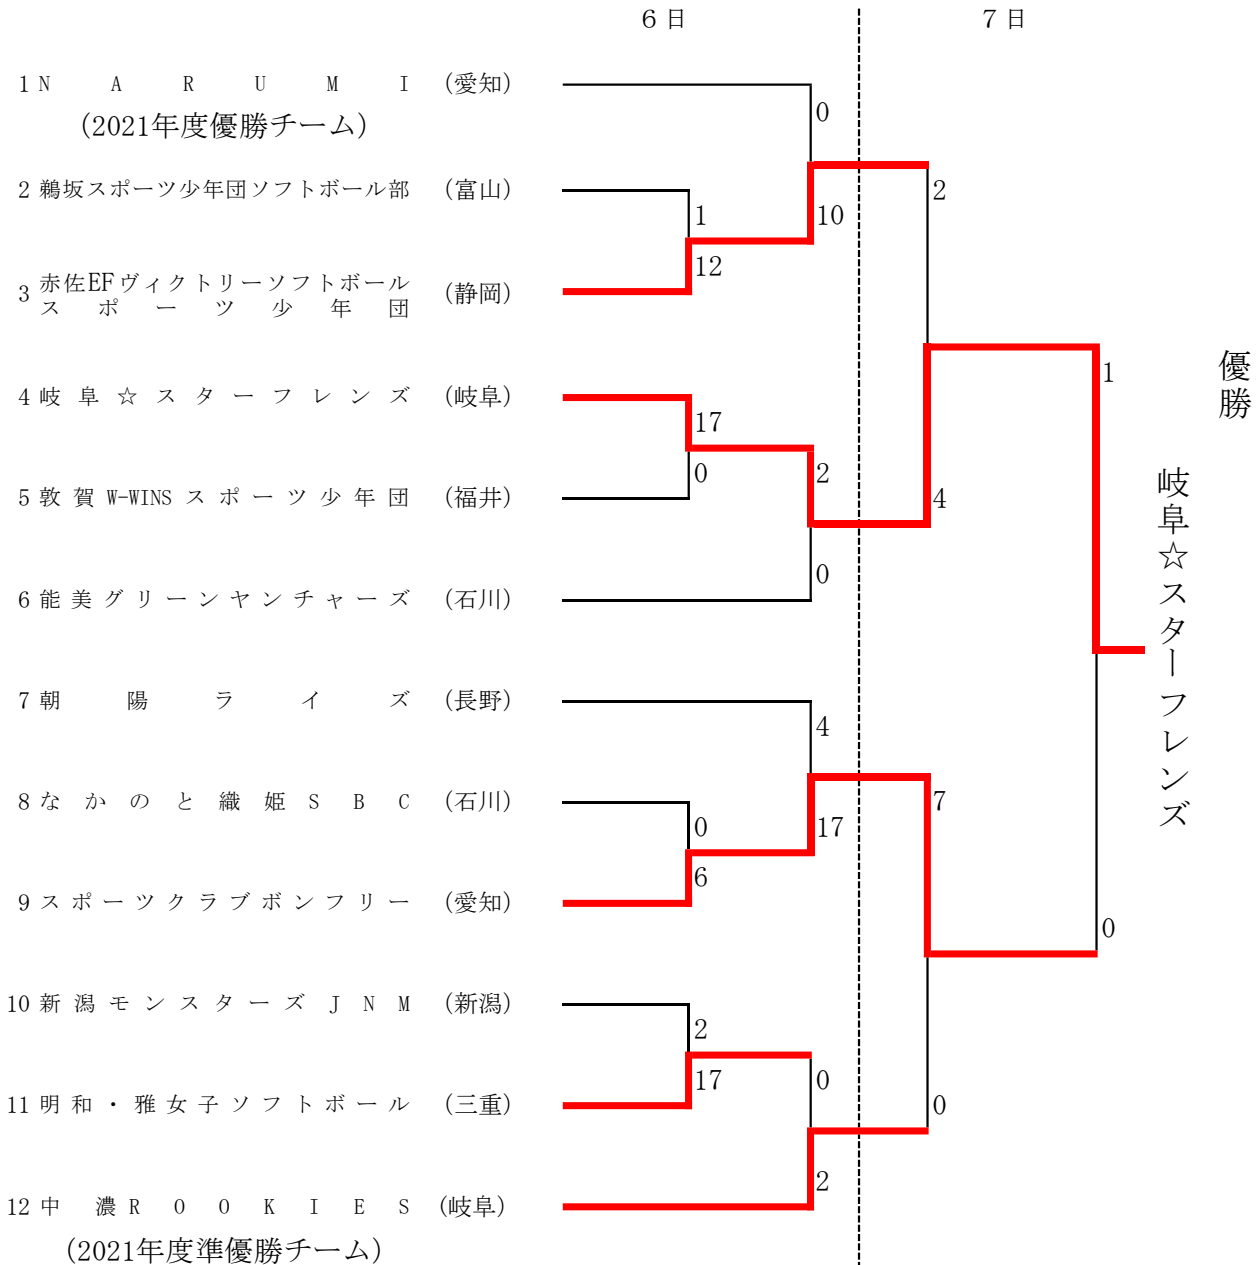 ６日 ７日
1 N A R U M I (愛知)
(2021年度優勝チーム)
0
2 鵜坂スポーツ少年団ソフトボール部 (富山)
2
1
10
12
3 赤佐EFヴィクトリーソフトボール
スポーツ少年団 (静岡)
優勝
1
4 岐阜☆スターフレンズ (岐阜)
17
0
2
5 敦賀W-WINSスポーツ少年団 (福井)
4
岐阜☆スターフレンズ
0
6 能美グリーンヤンチャーズ (石川)
7 朝陽ライズ (長野)
4
8 なかのと織姫SBC (石川)
7
0
17
6
9 スポーツクラブボンフリー (愛知)
0
10 新潟モンスターズJNM (新潟)
2
17
0
11 明和・雅女子ソフトボール (三重)
0
2
12 中濃ROOKIES (岐阜)
(2021年度準優勝チーム)